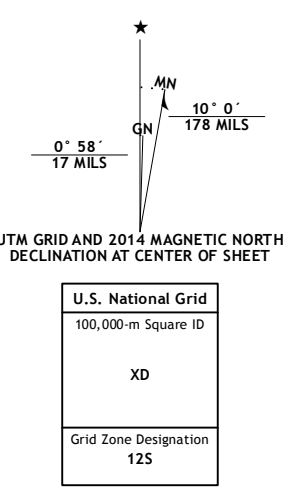 ★
MN
GN
10° 0´
178 MILS
0° 58´
17 MILS
UTM GRID AND 2014 MAGNETIC NORTH
DECLINATION AT CENTER OF SHEET
U.S. National Grid
100,000-m Square ID
XD
Grid Zone Designation
12S